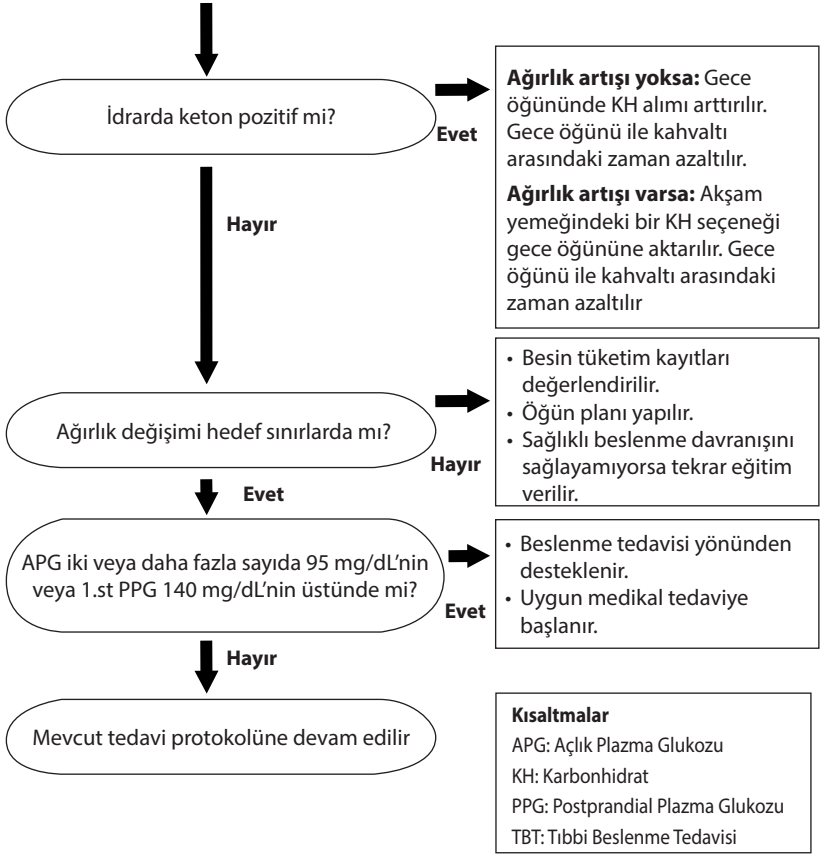 İdrarda keton pozitif mi?
Evet
Ağırlık artışı yoksa: Gece
öğününde KH alımı arttırılır.
Gece öğünü ile kahvaltı
arasındaki zaman azaltılır.
Ağırlık artışı varsa: Akşam
yemeğindeki bir KH seçeneği
gece öğününe aktarılır. Gece
öğünü ile kahvaltı arasındaki
zaman azaltılır
Hayır
Ağırlık değişimi hedef sınırlarda mı?
Hayır
• Besin tüketim kayıtları
değerlendirilir.
• Öğün planı yapılır.
• Sağlıklı beslenme davranışını
sağlayamıyorsa tekrar eğitim
verilir.
Evet
APG iki veya daha fazla sayıda 95 mg/dL’nin
veya 1.st PPG 140 mg/dL’nin üstünde mi?
Evet
• Beslenme tedavisi yönünden
desteklenir.
• Uygun medikal tedaviye
başlanır.
Hayır
Mevcut tedavi protokolüne devam edilir
Kısaltmalar
APG: Açlık Plazma Glukozu
KH: Karbonhidrat
PPG: Postprandial Plazma Glukozu
TBT: Tıbbi Beslenme Tedavisi